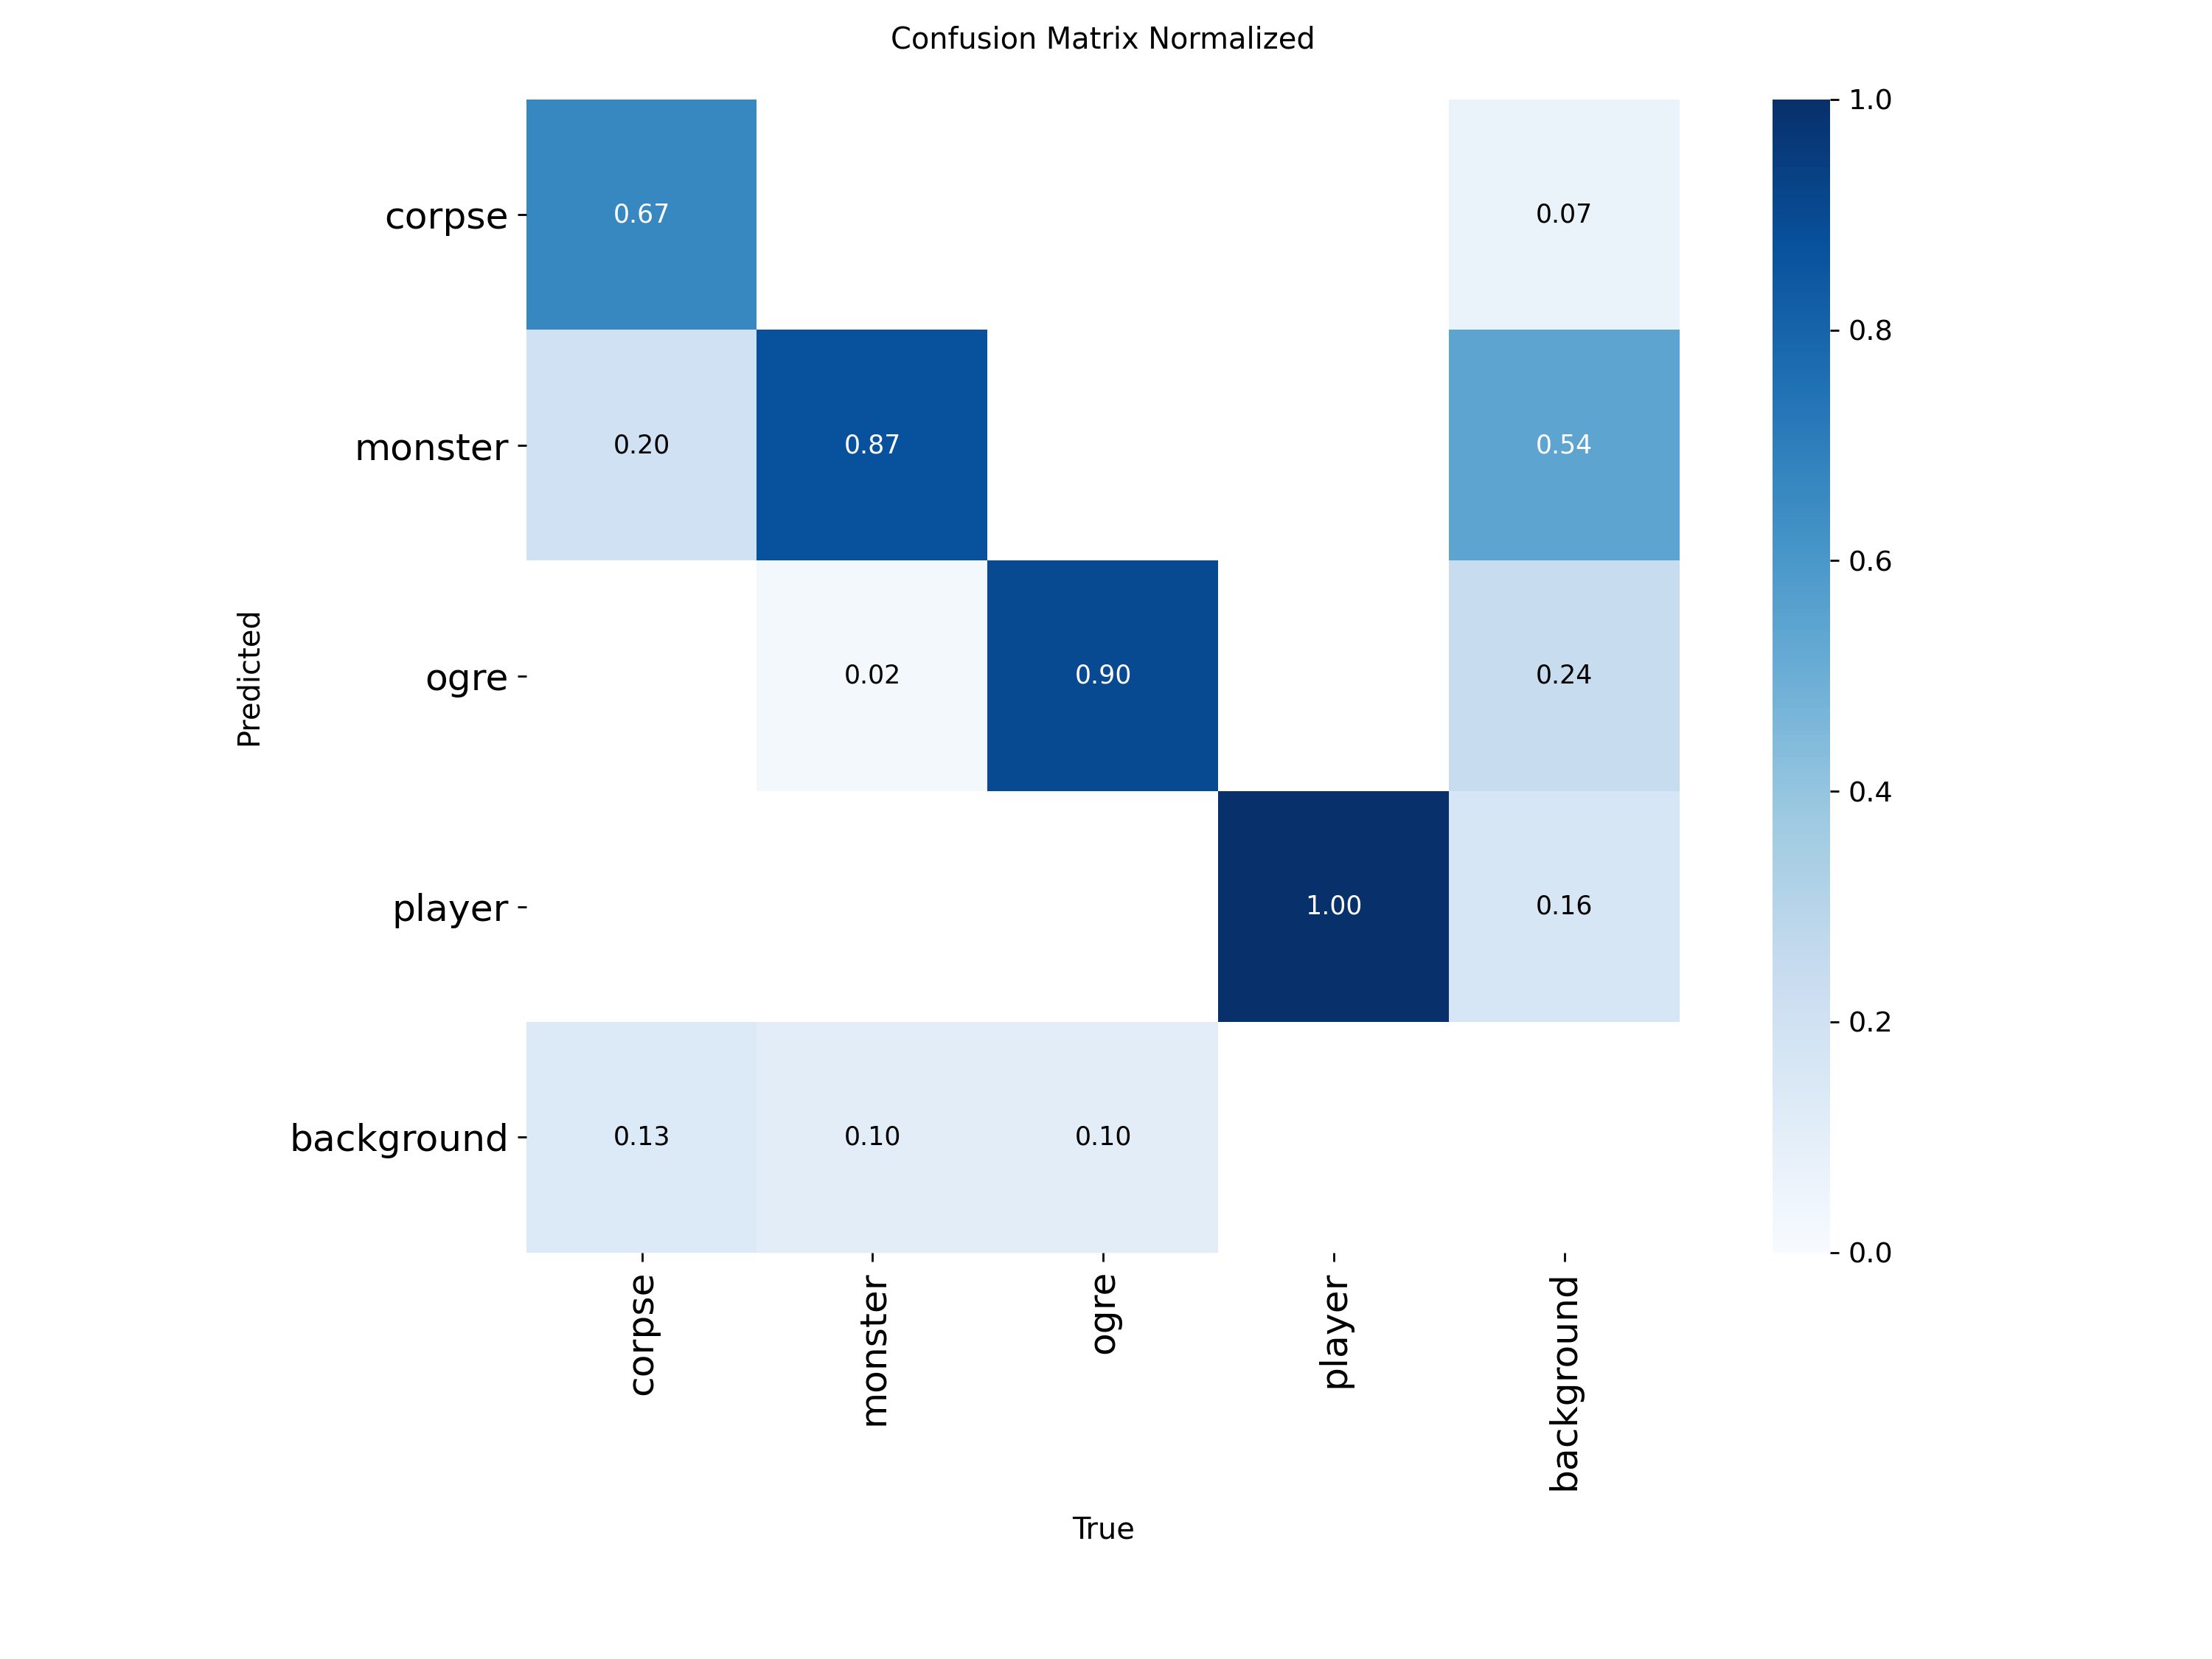 Confusion Matrix Normalized
1.0
corpse 0.67 0.07
0.8
monster 0.20 0.87 0.54
0.6
Predicted
ogre 0.02 0.90 0.24
0.4
player 1.00 0.16
0.2
background 0.13 0.10 0.10
0.0
corpse
monster
ogre
player
background
True